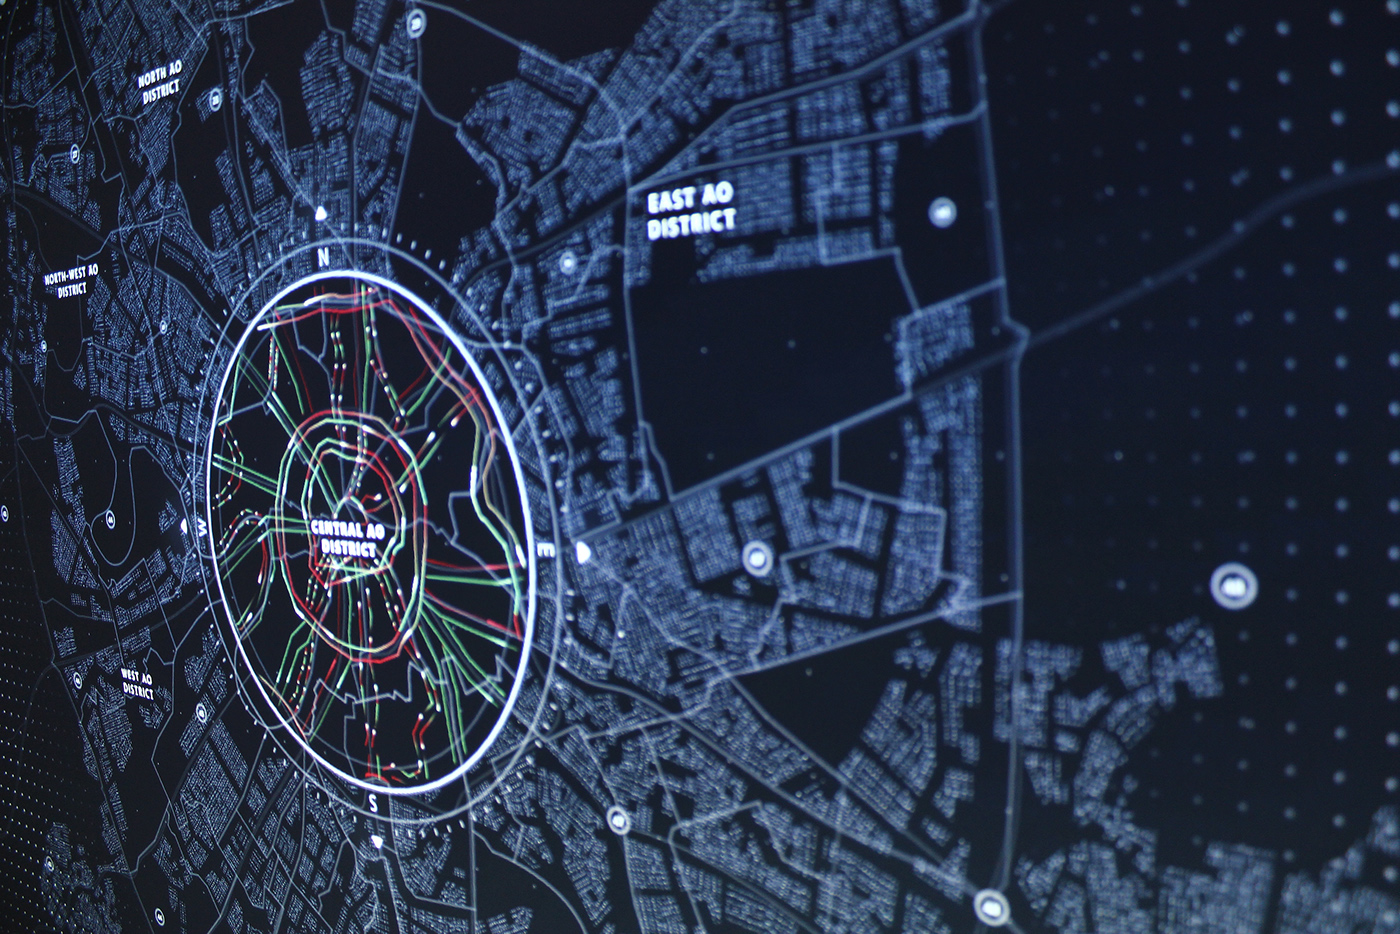 NORTH AO
DISTRICT
EAST AO
DISTRICT
NORTH-WEST AO
DISTRICT
N
W
E
CENTRAL AO
DISTRICT
WEST AO
DISTRICT
S